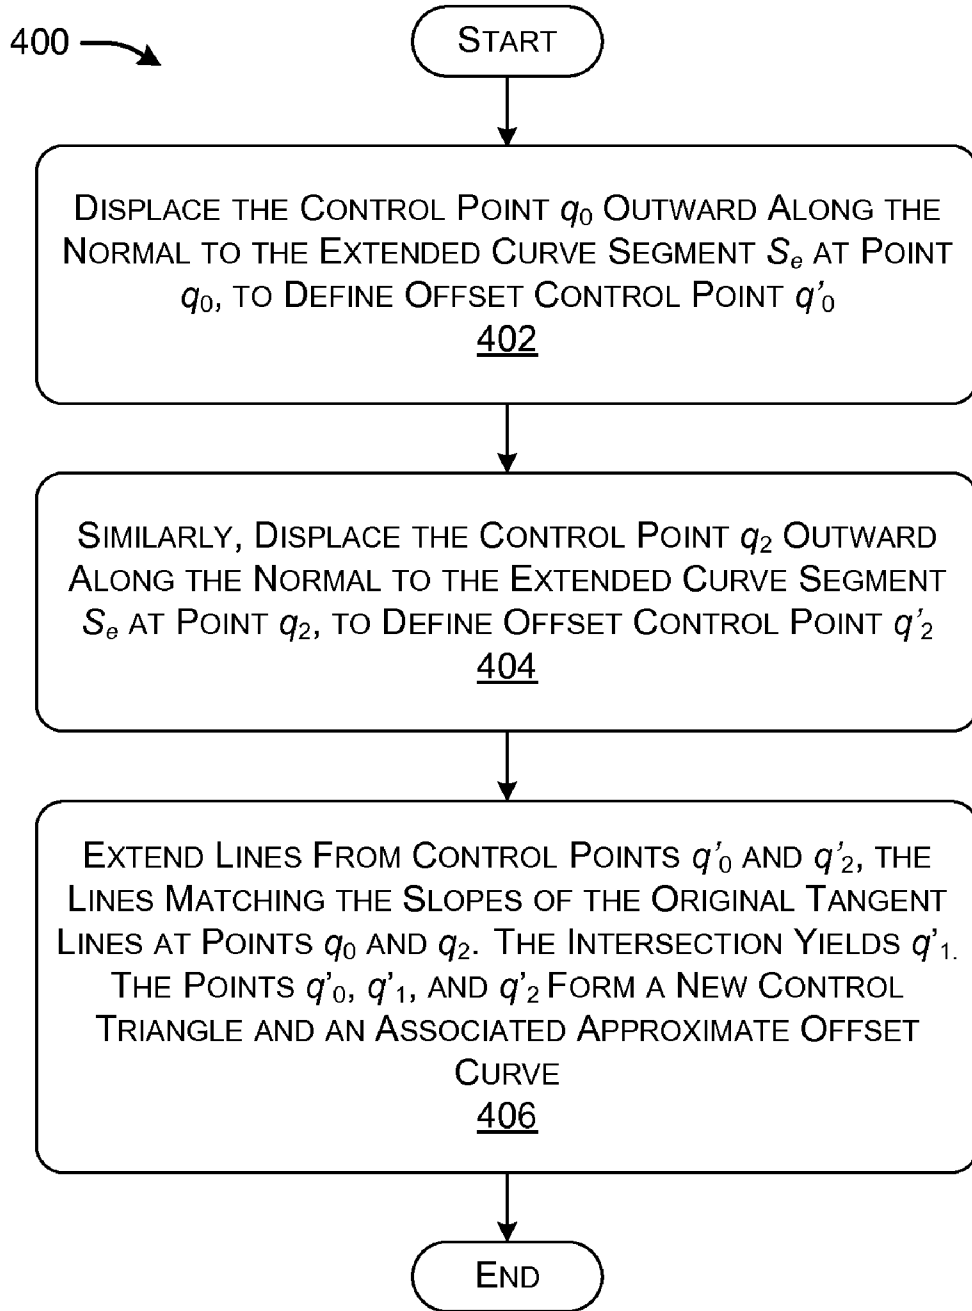 400
START
DISPLACE THE CONTROL POINT q₀ OUTWARD ALONG THE
NORMAL TO THE EXTENDED CURVE SEGMENT Sₑ AT POINT
q₀, TO DEFINE OFFSET CONTROL POINT q'₀
402
SIMILARLY, DISPLACE THE CONTROL POINT q₂ OUTWARD
ALONG THE NORMAL TO THE EXTENDED CURVE SEGMENT
Sₑ AT POINT q₂, TO DEFINE OFFSET CONTROL POINT q'₂
404
EXTEND LINES FROM CONTROL POINTS q'₀ AND q'₂, THE
LINES MATCHING THE SLOPES OF THE ORIGINAL TANGENT
LINES AT POINTS q₀ AND q₂. THE INTERSECTION YIELDS q'₁.
THE POINTS q'₀, q'₁, AND q'₂ FORM A NEW CONTROL
TRIANGLE AND AN ASSOCIATED APPROXIMATE OFFSET
CURVE
406
END